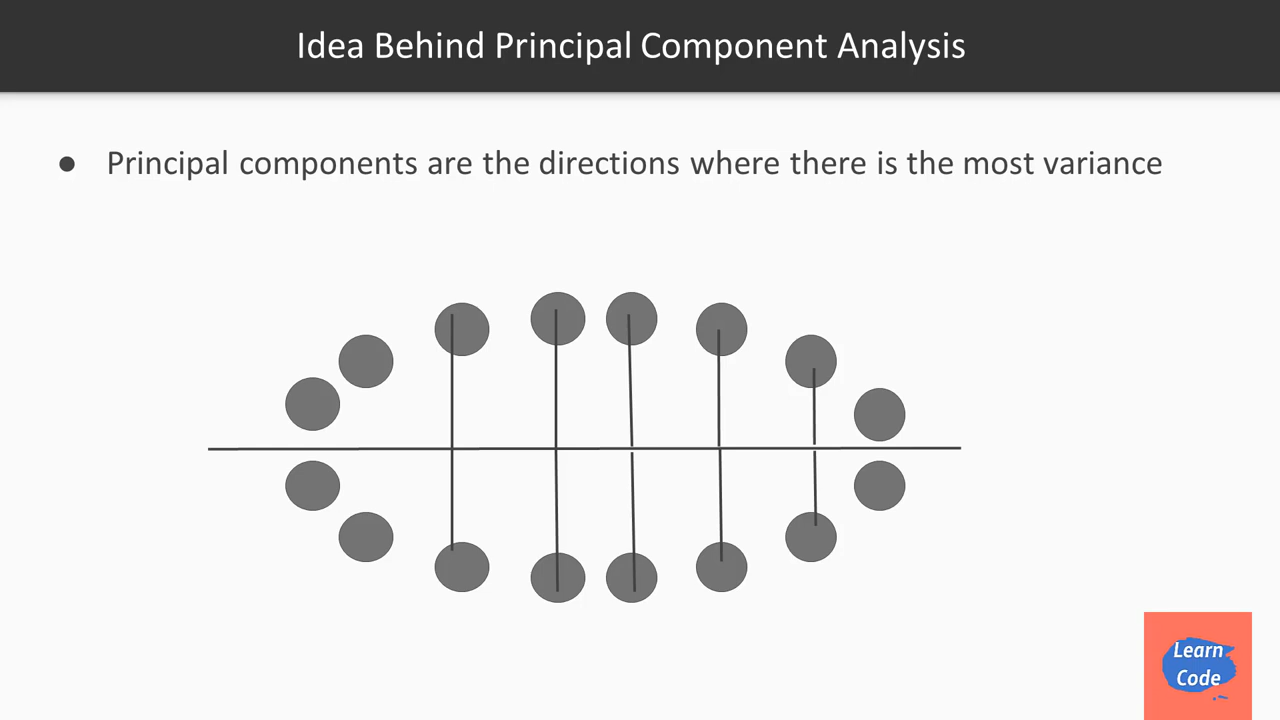 Idea Behind Principal Component Analysis
● Principal components are the directions where there is the most variance
Learn
Code